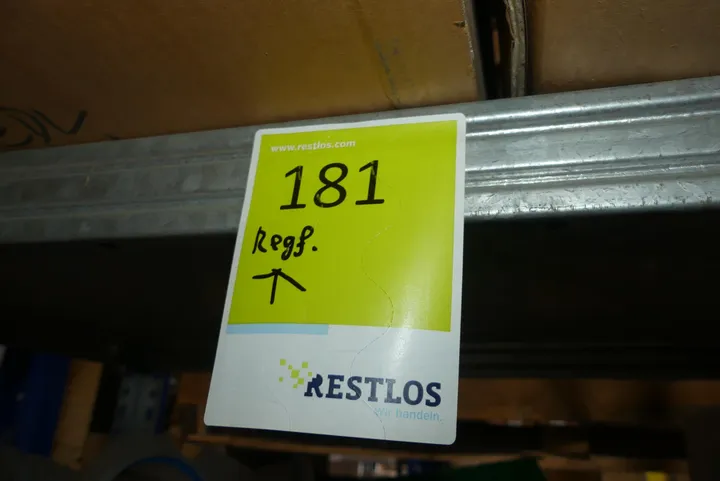 www.restlos.com
181
Regf.
RESTLOS
Wir handeln.